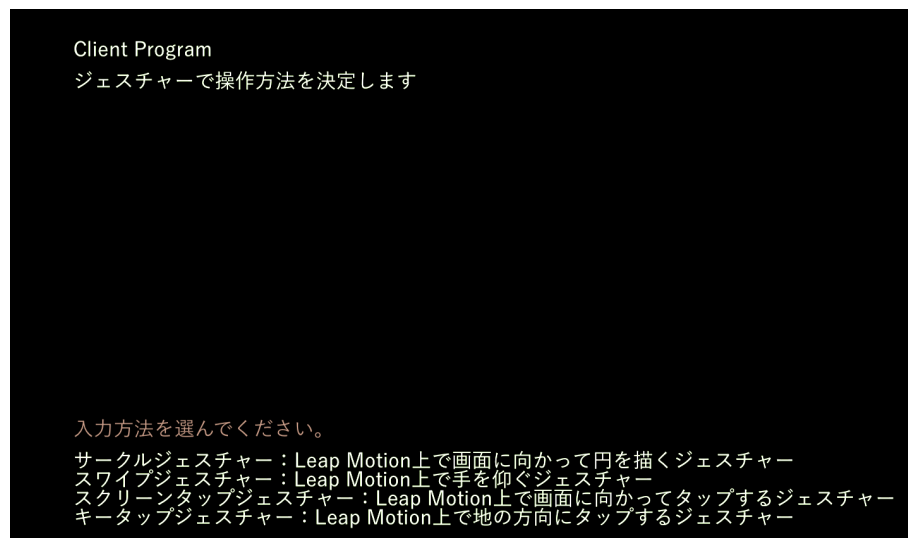 Client Program
ジェスチャーで操作方法を決定します
入力方法を選んでください。
サークルジェスチャー：Leap Motion上で画面に向かって円を描くジェスチャー
スワイプジェスチャー：Leap Motion上で手を仰ぐジェスチャー
スクリーンタップジェスチャー：Leap Motion上で画面に向かってタップするジェスチャー
キータップジェスチャー：Leap Motion上で地の方向にタップするジェスチャー